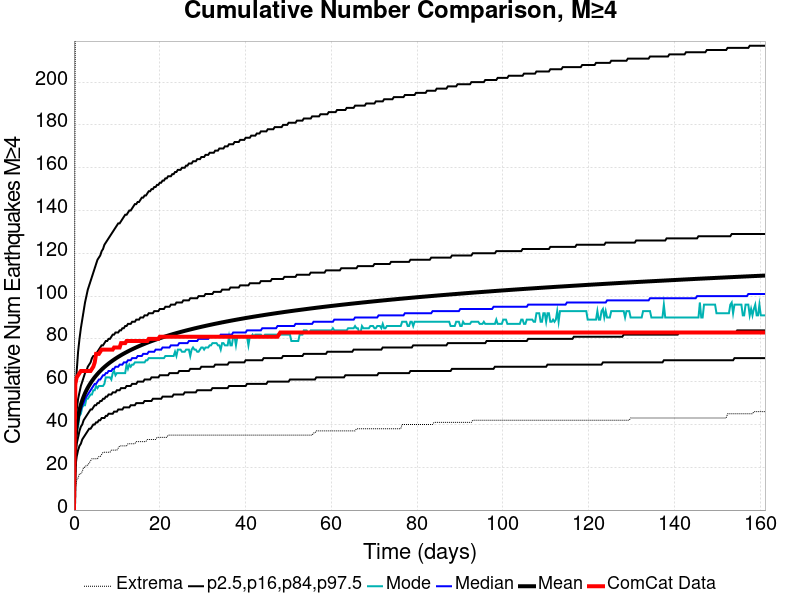 Cumulative Number Comparison, M≥4
Cumulative Num Earthquakes M≥4
200
180
160
140
120
100
80
60
40
20
0
0 20 40 60 80 100 120 140 160
Time (days)
Extrema p2.5,p16,p84,p97.5 Mode Median Mean ComCat Data